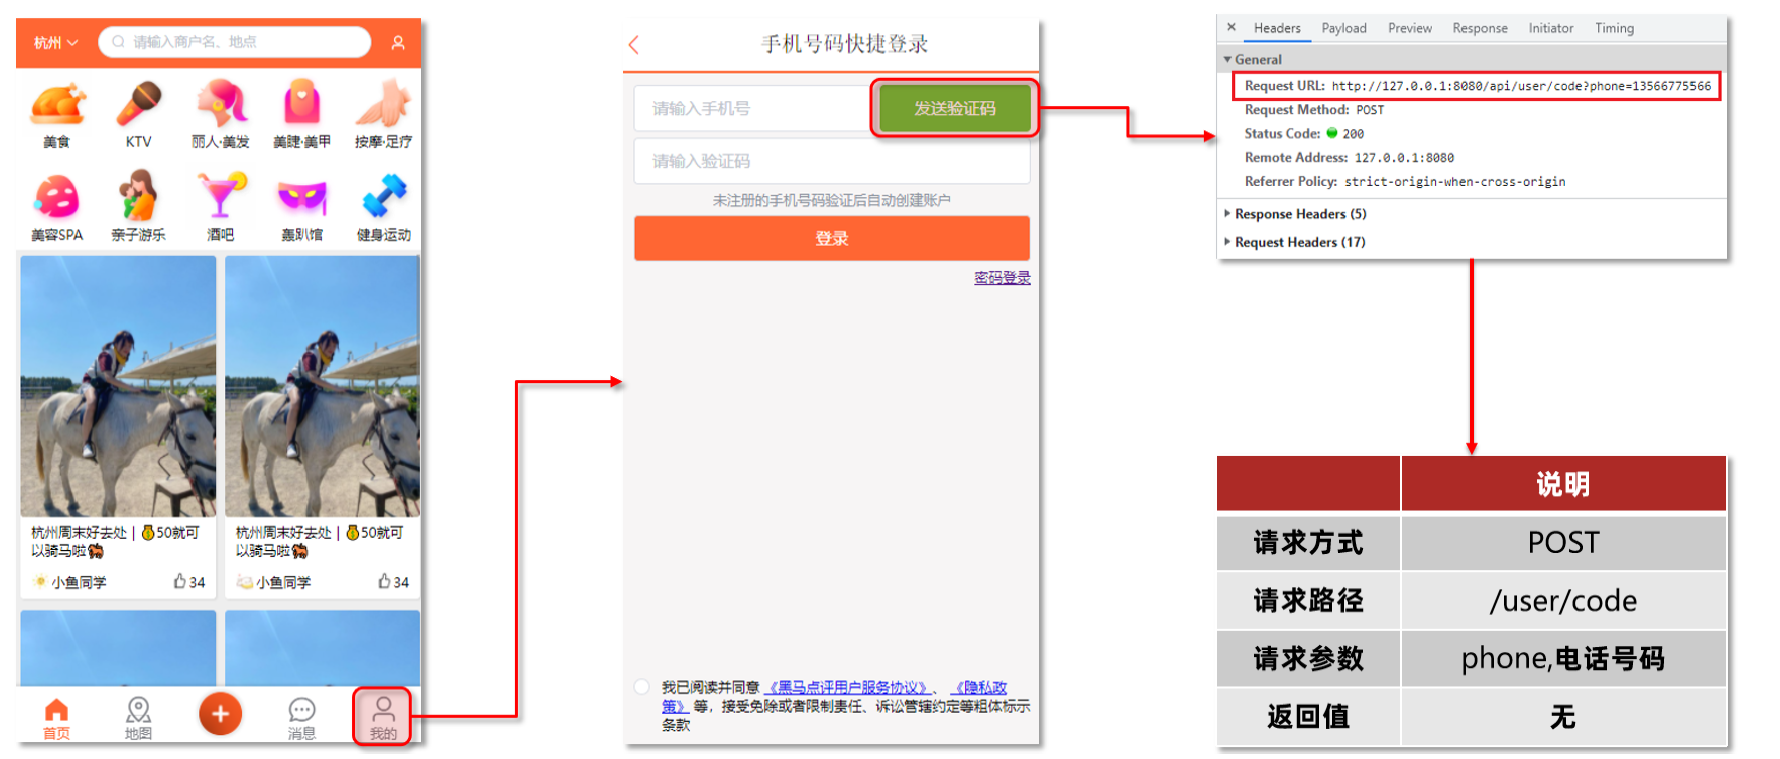 杭州
请输入商户名、地点
美食
KTV
丽人·美发
美睫·美甲
按摩·足疗
美容SPA
亲子游乐
酒吧
轰趴馆
健身运动
杭州周末好去处 | 💰50就可
以骑马啦🐎
小鱼同学
34
杭州周末好去处 | 💰50就可
以骑马啦🐎
小鱼同学
34
首页
地图
+
消息
我的
手机号码快捷登录
请输入手机号
发送验证码
请输入验证码
未注册的手机号码验证后自动创建账户
登录
密码登录
我已阅读并同意 《黑马点评用户服务协议》、 《隐私政
策》 等，接受免除或者限制责任、诉讼管辖约定等粗体标示
条款
× Headers Payload Preview Response Initiator Timing
General
Request URL: http://127.0.0.1:8080/api/user/code?phone=13566775566
Request Method: POST
Status Code: 200
Remote Address: 127.0.0.1:8080
Referrer Policy: strict-origin-when-cross-origin
Response Headers (5)
Request Headers (17)
说明
请求方式 POST
请求路径 /user/code
请求参数 phone,电话号码
返回值 无